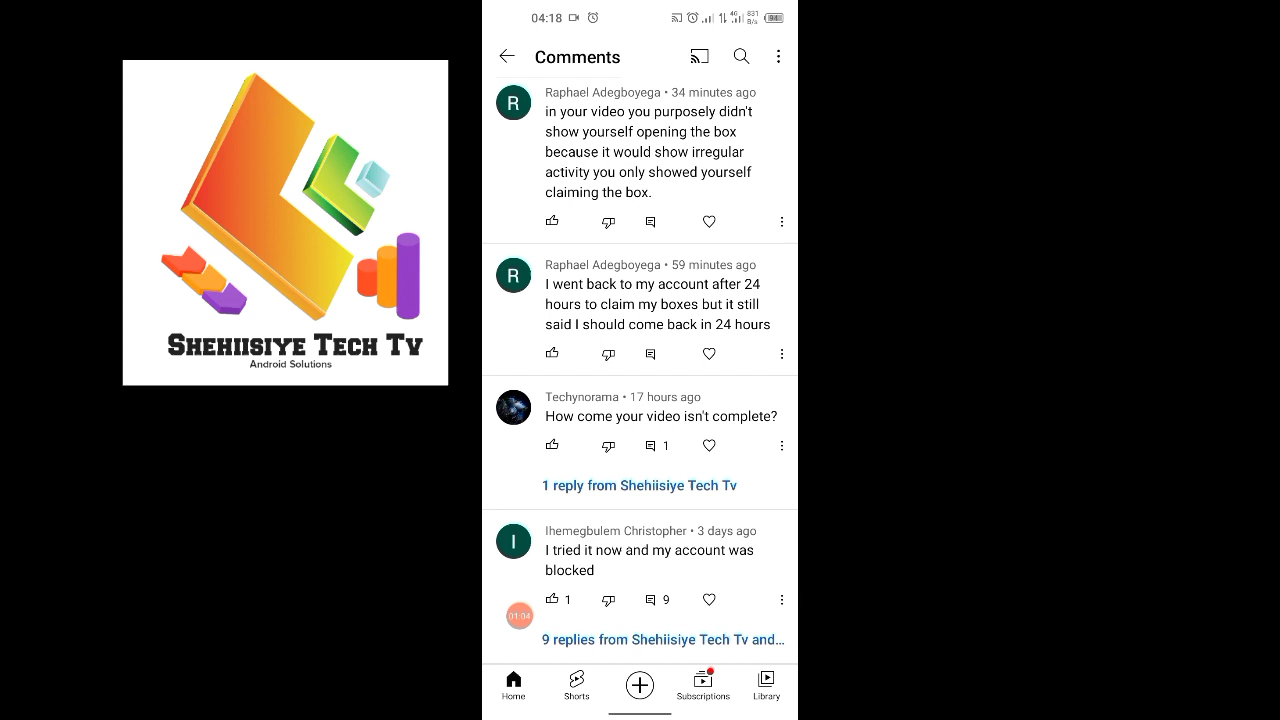 04:18
4G 831 B/s 94
Comments
Raphael Adegboyega • 34 minutes ago
R
in your video you purposely didn't
show yourself opening the box
because it would show irregular
activity you only showed yourself
claiming the box.
Raphael Adegboyega • 59 minutes ago
R
I went back to my account after 24
hours to claim my boxes but it still
said I should come back in 24 hours
Techynorama • 17 hours ago
How come your video isn't complete?
1
1 reply from Shehiisiye Tech Tv
Ihemegbulem Christopher • 3 days ago
I
I tried it now and my account was
blocked
1 9
01:04
9 replies from Shehiisiye Tech Tv and...
Home Shorts Subscriptions Library
Shehiisiye Tech Tv
Android Solutions